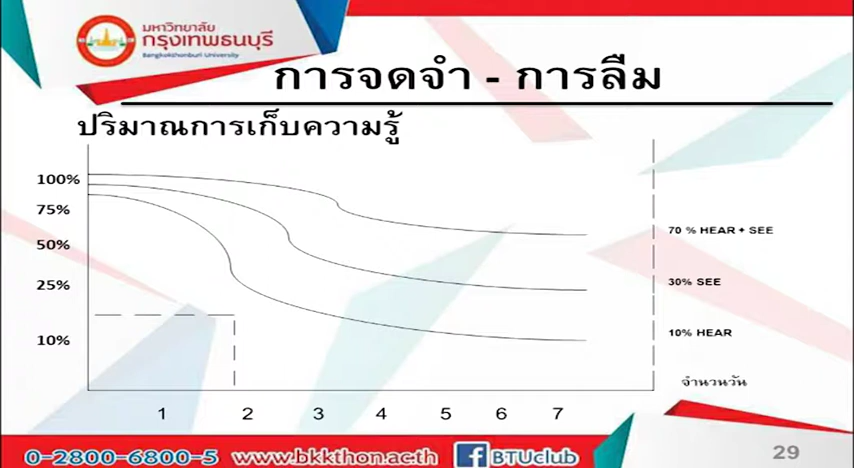 มหาวิทยาลัย
กรุงเทพธนบุรี
Bangkokthonburi University
การจดจำ - การลืม
ปริมาณการเก็บความรู้
100%
75%
50%
25%
10%
70 % HEAR + SEE
30% SEE
10% HEAR
จำนวนวัน
1 2 3 4 5 6 7
0-2800-6800-5 www.bkkthon.ac.th f BTUclub
29